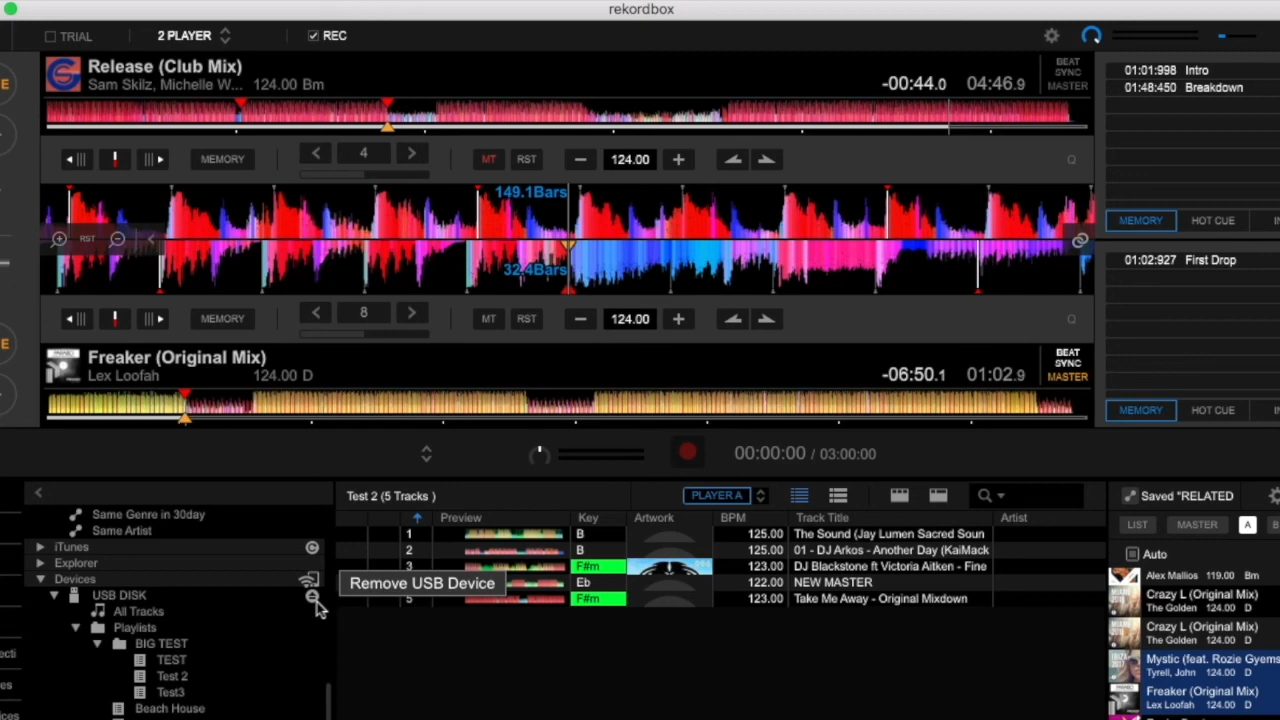 rekordbox
TRIAL
2 PLAYER
REC
Release (Club Mix)
Sam Skilz, Michelle W... 124.00 Bm
-00:44.0 04:46.9
BEAT
SYNC
MASTER
01:01:998 Intro
01:48:450 Breakdown
MEMORY
4
MT
RST
124.00
Q
149.1Bars
RST
32.4Bars
MEMORY
HOT CUE
01:02:927 First Drop
MEMORY
8
MT
RST
124.00
Q
Freaker (Original Mix)
Lex Loofah 124.00 D
-06:50.1 01:02.9
BEAT
SYNC
MASTER
MEMORY
HOT CUE
00:00:00 / 03:00:00
Same Genre in 30day
Same Artist
iTunes
Explorer
Devices
USB DISK
All Tracks
Playlists
BIG TEST
TEST
Test 2
Test3
Beach House
Remove USB Device
Test 2 (5 Tracks )
PLAYER A
Preview Key Artwork BPM Track Title Artist
1 B 125.00 The Sound (Jay Lumen Sacred Soun
2 B 125.00 01 - DJ Arkos - Another Day (KaiMack
3 F#m 123.00 DJ Blackstone ft Victoria Aitken - Fine
Eb 122.00 NEW MASTER
5 F#m 123.00 Take Me Away - Original Mixdown
Saved "RELATED
LIST
MASTER
A
B
Auto
Alex Mallios 119.00 Bm
Crazy L (Original Mix)
The Golden 124.00 D
Crazy L (Original Mix)
The Golden 124.00 D
Mystic (feat. Rozie Gyems
Tyrell, John 124.00 D
Freaker (Original Mix)
Lex Loofah 124.00 D